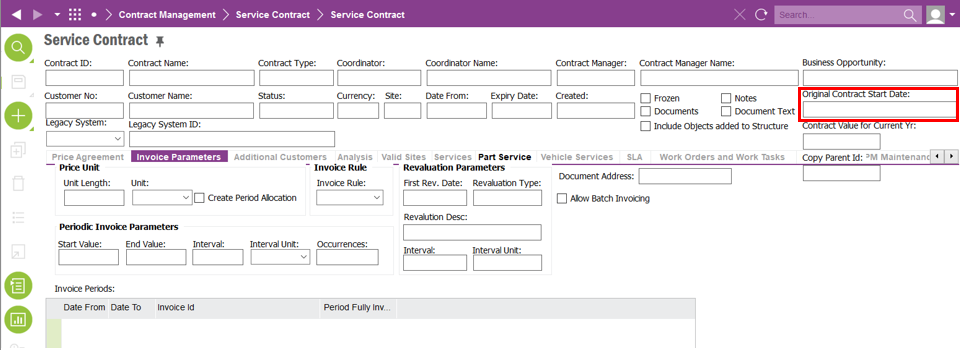 Contract Management > Service Contract > Service Contract
Search...
Service Contract
Contract ID: Contract Name: Contract Type: Coordinator: Coordinator Name: Contract Manager: Contract Manager Name: Business Opportunity:
Customer No: Customer Name: Status: Currency: Site: Date From: Expiry Date: Created: Original Contract Start Date:
Frozen Notes
Documents Document Text
Legacy System: Legacy System ID: Include Objects added to Structure Contract Value for Current Yr:
Price Agreement Invoice Parameters Additional Customers Analysis Valid Sites Services Part Service Vehicle Services SLA Work Orders and Work Tasks Copy Parent Id: PM Maintenanc
Price Unit Invoice Rule Revaluation Parameters
Unit Length: Unit: Create Period Allocation Invoice Rule: First Rev. Date: Revaluation Type: Document Address:
Allow Batch Invoicing
Revalution Desc:
Periodic Invoice Parameters
Start Value: End Value: Interval: Interval Unit: Occurrences: Interval: Interval Unit:
Invoice Periods:
Date From Date To Invoice Id Period Fully Inv...